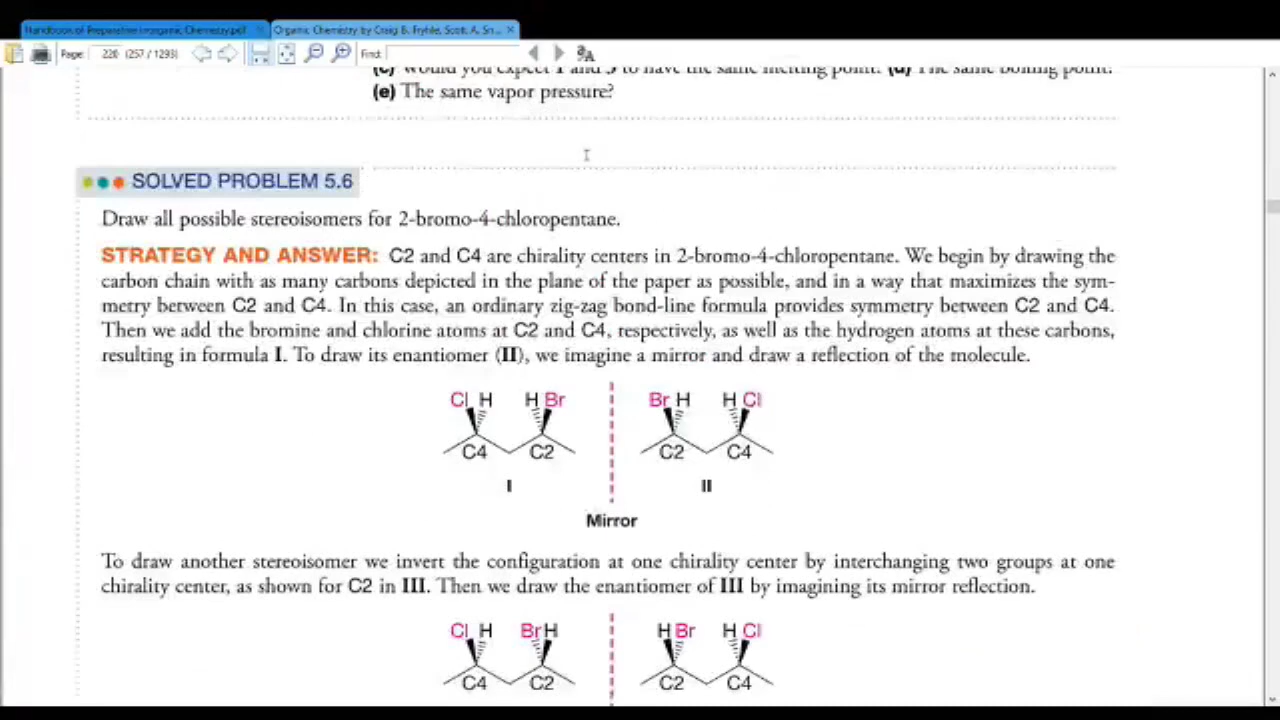 Handbook of Preparative Inorganic Chemistry.pdf × Organic Chemistry by Craig B. Fryhle, Scott A. Sn... ×
Page: 226 (257 / 1293) Find:
(c) Would you expect 1 and 3 to have the same melting point? (d) The same boiling point?
(e) The same vapor pressure?
SOLVED PROBLEM 5.6
Draw all possible stereoisomers for 2-bromo-4-chloropentane.
STRATEGY AND ANSWER: C2 and C4 are chirality centers in 2-bromo-4-chloropentane. We begin by drawing the
carbon chain with as many carbons depicted in the plane of the paper as possible, and in a way that maximizes the sym-
metry between C2 and C4. In this case, an ordinary zig-zag bond-line formula provides symmetry between C2 and C4.
Then we add the bromine and chlorine atoms at C2 and C4, respectively, as well as the hydrogen atoms at these carbons,
resulting in formula I. To draw its enantiomer (II), we imagine a mirror and draw a reflection of the molecule.
Cl H H Br Br H H Cl
C4 C2 C2 C4
I II
Mirror
To draw another stereoisomer we invert the configuration at one chirality center by interchanging two groups at one
chirality center, as shown for C2 in III. Then we draw the enantiomer of III by imagining its mirror reflection.
Cl H Br H H Br H Cl
C4 C2 C2 C4